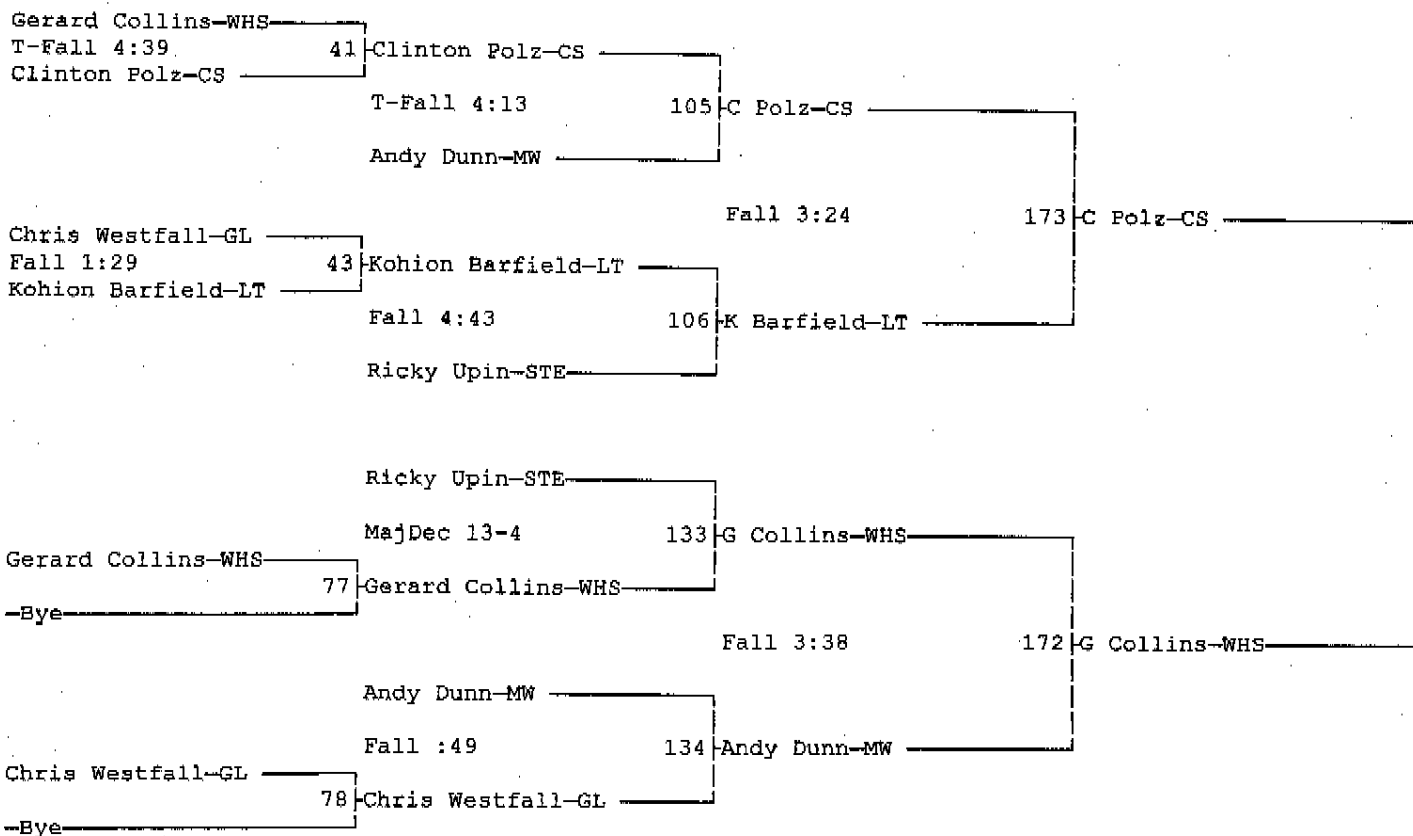 Gerard Collins—WHS
T-Fall 4:39
41 Clinton Polz—CS
Clinton Polz—CS
T-Fall 4:13
105 C Polz—CS
Andy Dunn—MW
Fall 3:24
173 C Polz—CS
Chris Westfall—GL
Fall 1:29
43 Kohion Barfield—LT
Kohion Barfield—LT
Fall 4:43
106 K Barfield—LT
Ricky Upin—STE
Ricky Upin—STE
MajDec 13-4
133 G Collins—WHS
Gerard Collins—WHS
77 Gerard Collins—WHS
—Bye
Fall 3:38
172 G Collins—WHS
Andy Dunn—MW
Fall :49
134 Andy Dunn—MW
Chris Westfall—GL
78 Chris Westfall—GL
—Bye